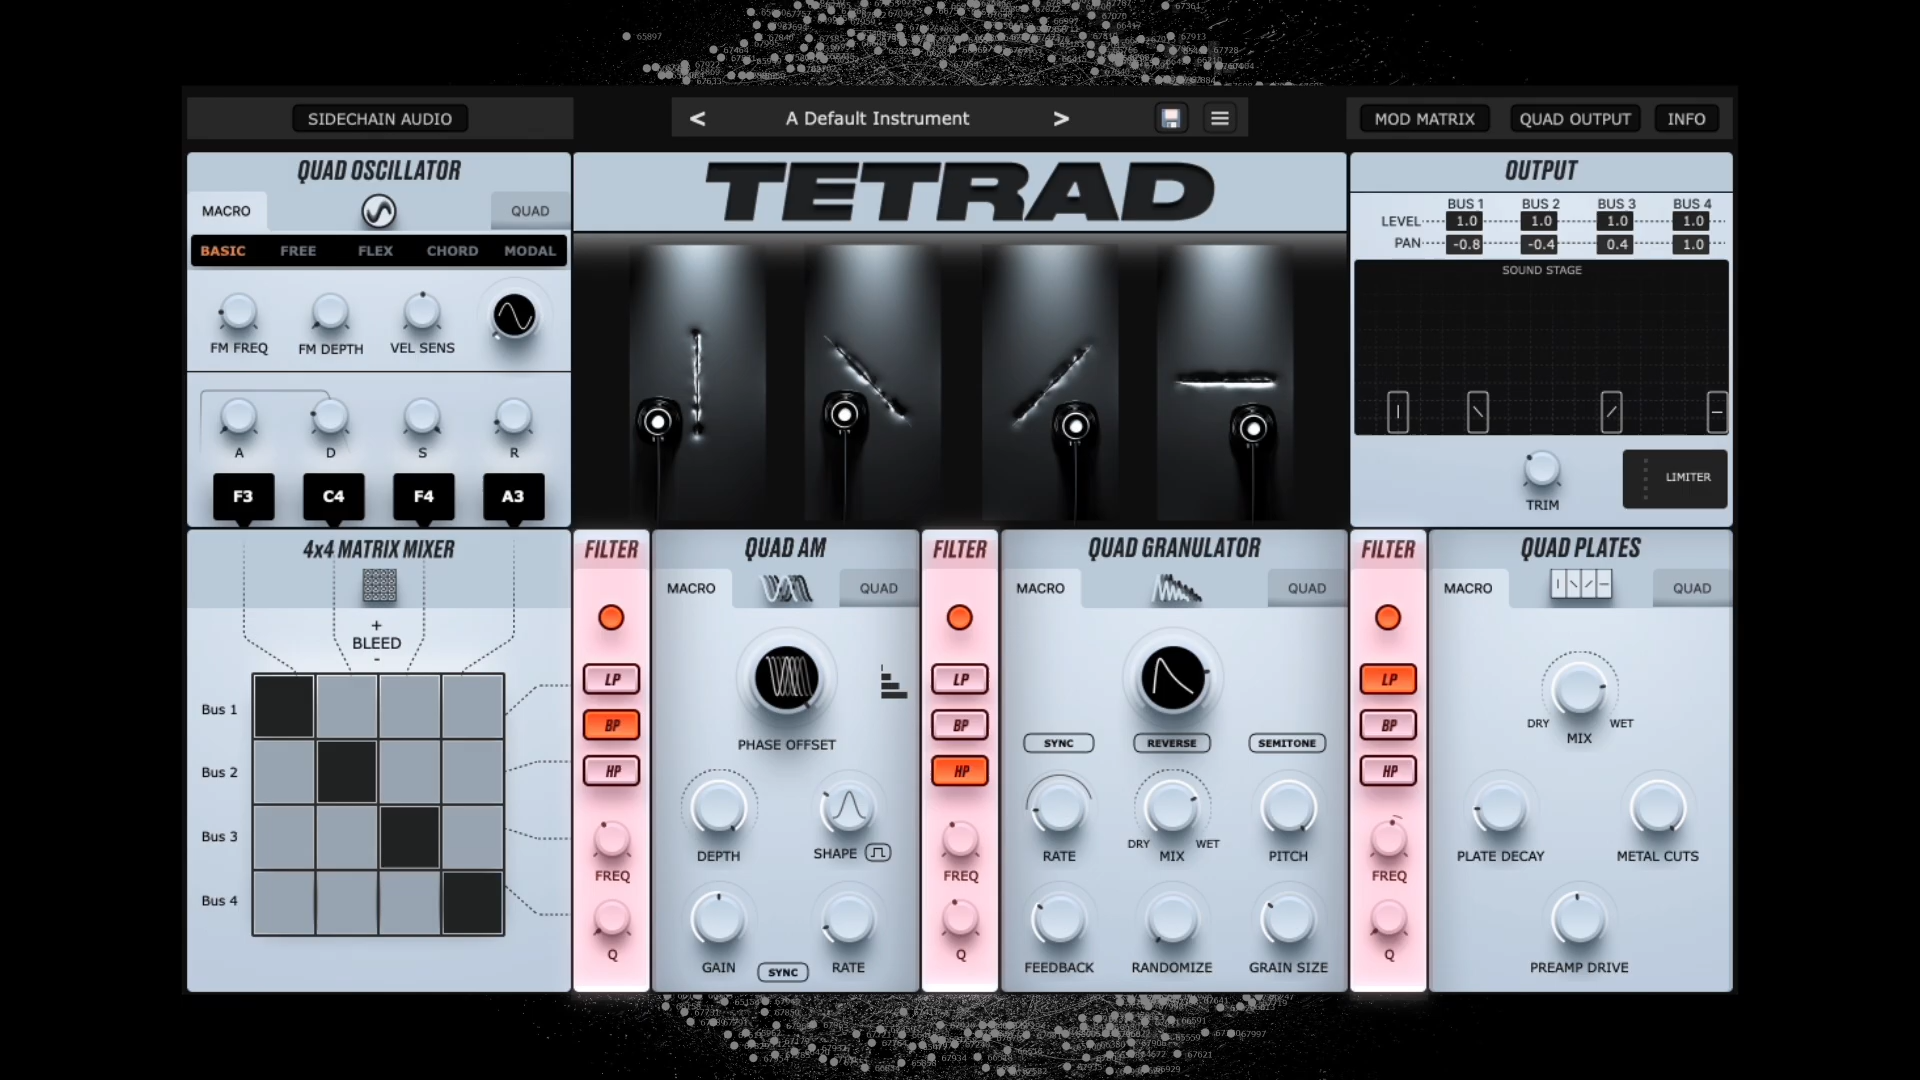 65897
SIDECHAIN AUDIO
<
A Default Instrument
>
MOD MATRIX
QUAD OUTPUT
INFO
QUAD OSCILLATOR
MACRO
QUAD
BASIC
FREE
FLEX
CHORD
MODAL
FM FREQ
FM DEPTH
VEL SENS
A
D
S
R
F3
C4
F4
A3
TETRAD
OUTPUT
BUS 1 BUS 2 BUS 3 BUS 4
LEVEL 1.0 1.0 1.0 1.0
PAN -0.8 -0.4 0.4 1.0
SOUND STAGE
TRIM
LIMITER
4x4 MATRIX MIXER
+
BLEED
-
Bus 1
Bus 2
Bus 3
Bus 4
FILTER
LP
BP
HP
FREQ
Q
QUAD AM
MACRO
QUAD
PHASE OFFSET
DEPTH
SHAPE
GAIN
SYNC
RATE
FILTER
LP
BP
HP
FREQ
Q
QUAD GRANULATOR
MACRO
QUAD
SYNC
REVERSE
SEMITONE
RATE
DRY
MIX
WET
PITCH
FEEDBACK
RANDOMIZE
GRAIN SIZE
FILTER
LP
BP
HP
FREQ
Q
QUAD PLATES
MACRO
QUAD
DRY
WET
MIX
PLATE DECAY
METAL CUTS
PREAMP DRIVE